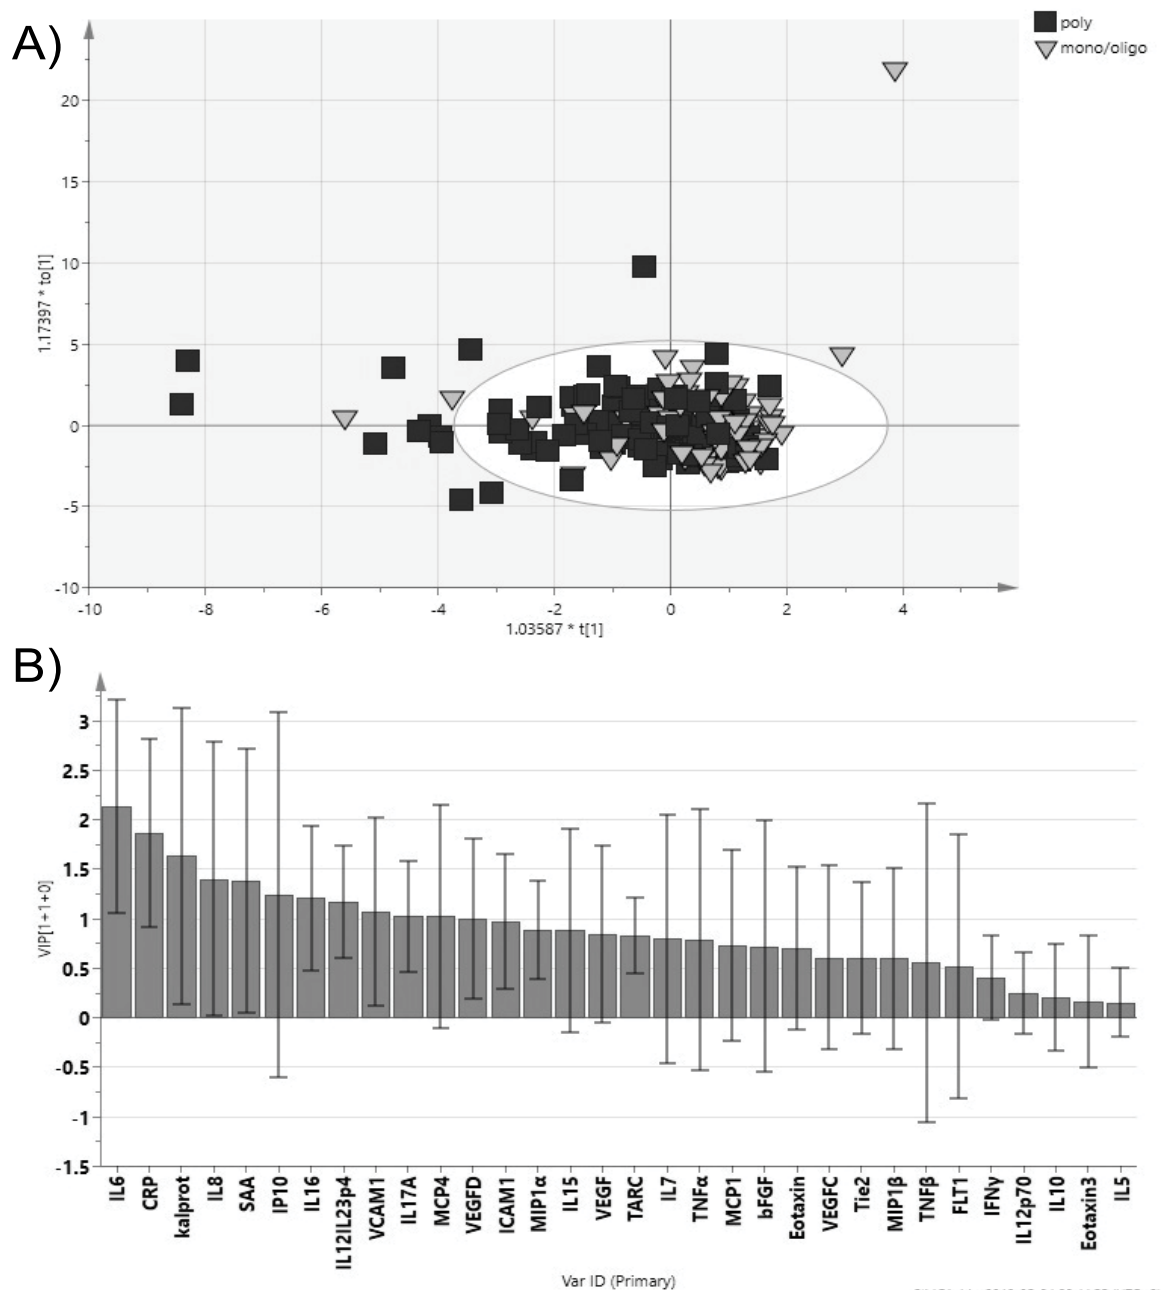 A)
poly
mono/oligo
20
15
10
5
0
-5
-10
1.17397 * to[1]
-10 -8 -6 -4 -2 0 2 4
1.03587 * t[1]
B)
3
2.5
2
1.5
1
0.5
0
-0.5
-1
-1.5
VIP[1+1+0]
IL6 CRP kalprot IL8 SAA IP10 IL16 IL12IL23p4 VCAM1 IL17A MCP4 VEGFD ICAM1 MIP1α IL15 VEGF TARC IL7 TNFα MCP1 bFGF Eotaxin VEGFC Tie2 MIP1β TNFβ FLT1 IFNγ IL12p70 IL10 Eotaxin3 IL5
Var ID (Primary)